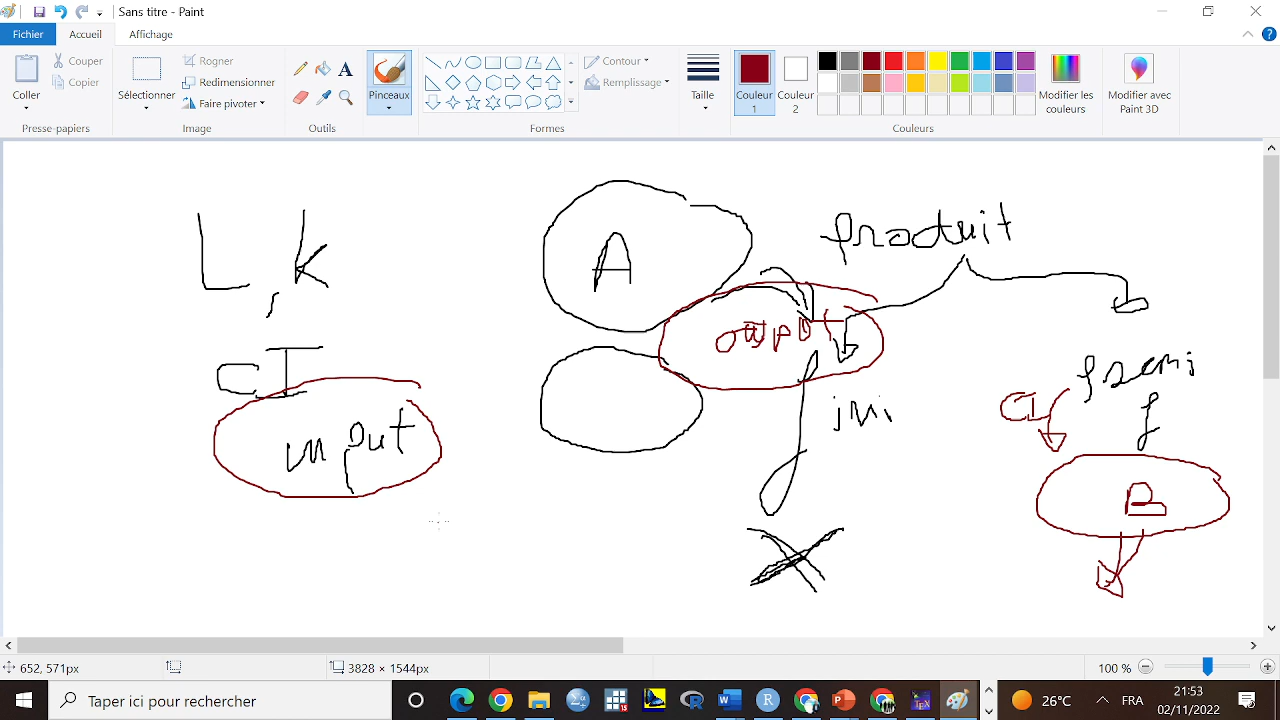 Sans titre - Paint
Fichier Accueil Affichage
Coller
Couper
Copier
Presse-papiers
Sélectionner
Rogner
Redimensionner
Faire pivoter
Image
Outils
Pinceaux
Formes
Contour
Remplissage
Taille
Couleur 1
Couleur 2
Couleurs
Modifier les couleurs
Modifier avec Paint 3D
L, K
CI
input
A
produit
output
CI
B
652, 571px
3828 × 1544px
100 %
Taper ici pour rechercher
26°C
FRA
21:53
02/11/2022